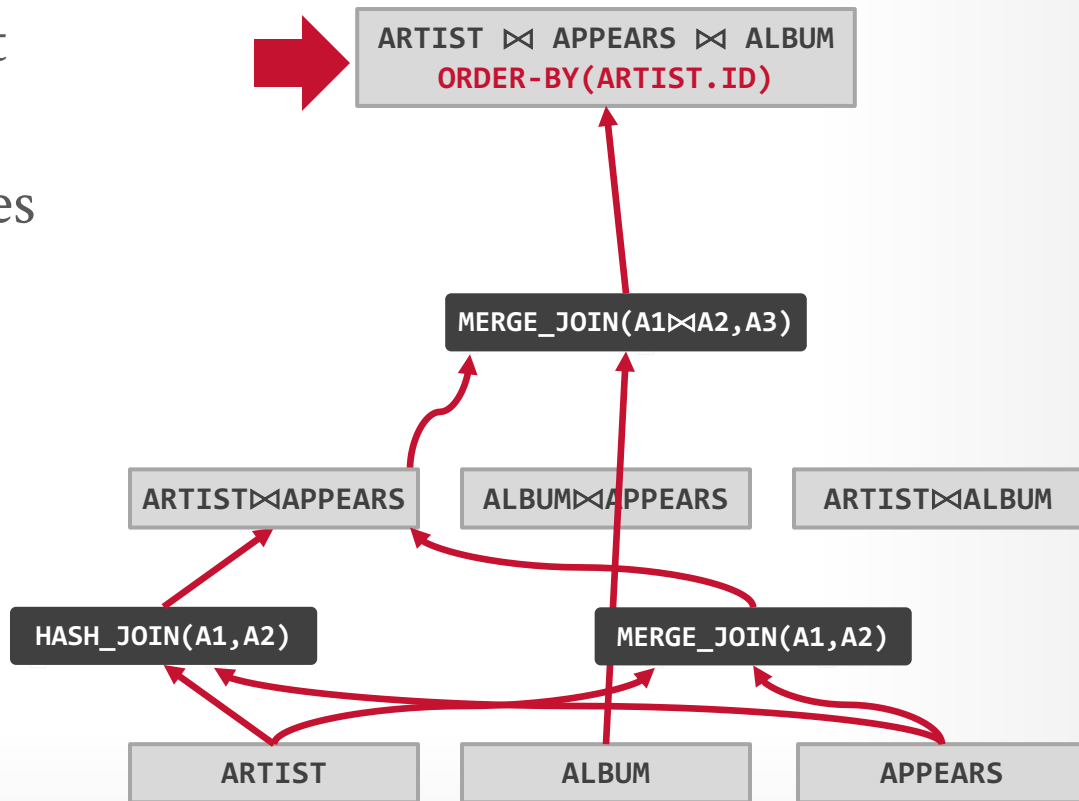 t
es
ARTIST ⋈ APPEARS ⋈ ALBUM
ORDER-BY(ARTIST.ID)
MERGE_JOIN(A1⋈A2,A3)
ARTIST⋈APPEARS
ALBUM⋈APPEARS
ARTIST⋈ALBUM
HASH_JOIN(A1,A2)
MERGE_JOIN(A1,A2)
ARTIST
ALBUM
APPEARS